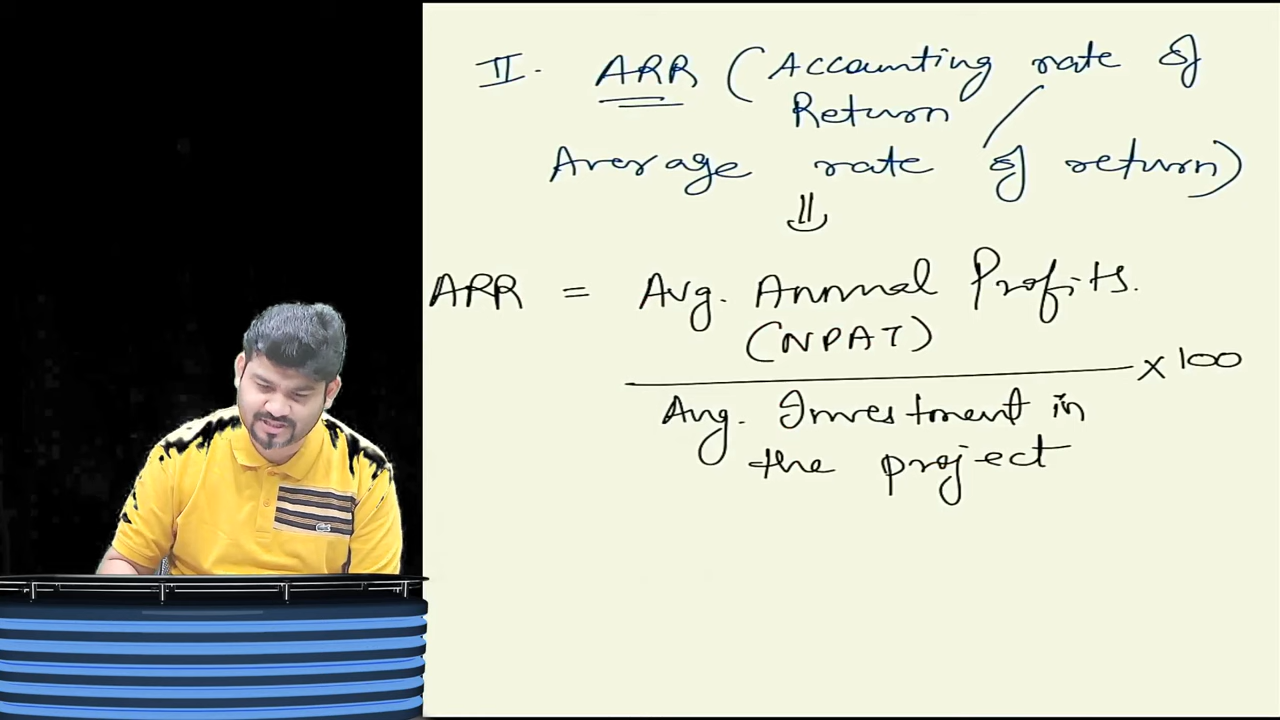 II. ARR (Accounting rate of
Return /
Average rate of return)
⇓
ARR = Avg. Annual Profits.
(NPAT)
× 100
Avg. Investment in
the project